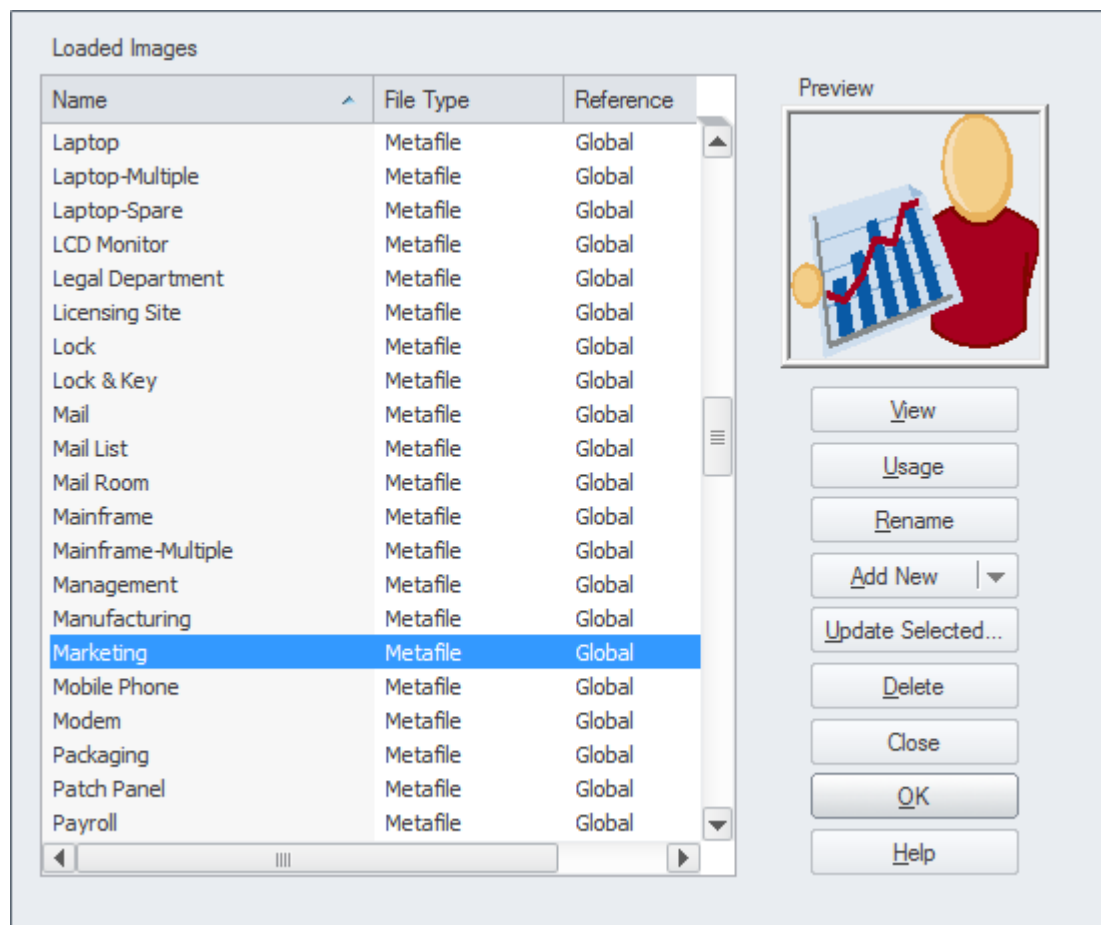 Loaded Images
Name File Type Reference
Laptop Metafile Global
Laptop-Multiple Metafile Global
Laptop-Spare Metafile Global
LCD Monitor Metafile Global
Legal Department Metafile Global
Licensing Site Metafile Global
Lock Metafile Global
Lock & Key Metafile Global
Mail Metafile Global
Mail List Metafile Global
Mail Room Metafile Global
Mainframe Metafile Global
Mainframe-Multiple Metafile Global
Management Metafile Global
Manufacturing Metafile Global
Marketing Metafile Global
Mobile Phone Metafile Global
Modem Metafile Global
Packaging Metafile Global
Patch Panel Metafile Global
Payroll Metafile Global
Preview
View
Usage
Rename
Add New
Update Selected...
Delete
Close
OK
Help